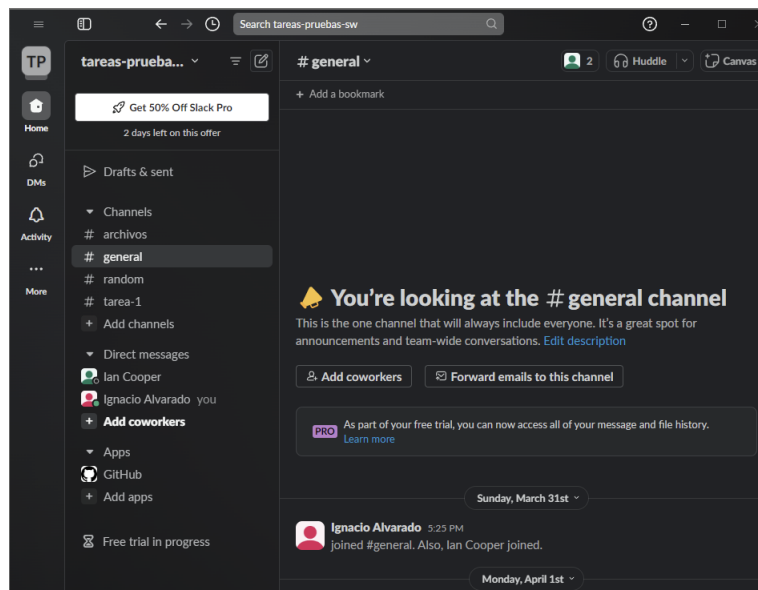 Search tareas-pruebas-sw
TP
Home
DMs
Activity
More
tareas-prueba...
Get 50% Off Slack Pro
2 days left on this offer
Drafts & sent
Channels
# archivos
# general
# random
# tarea-1
+ Add channels
Direct messages
Ian Cooper
Ignacio Alvarado you
+ Add coworkers
Apps
GitHub
+ Add apps
Free trial in progress
# general
2
Huddle
Canvas
+ Add a bookmark
You’re looking at the # general channel
This is the one channel that will always include everyone. It’s a great spot for
announcements and team-wide conversations. Edit description
Add coworkers
Forward emails to this channel
PRO
As part of your free trial, you can now access all of your message and file history.
Learn more
Sunday, March 31st
Ignacio Alvarado 5:25 PM
joined #general. Also, Ian Cooper joined.
Monday, April 1st